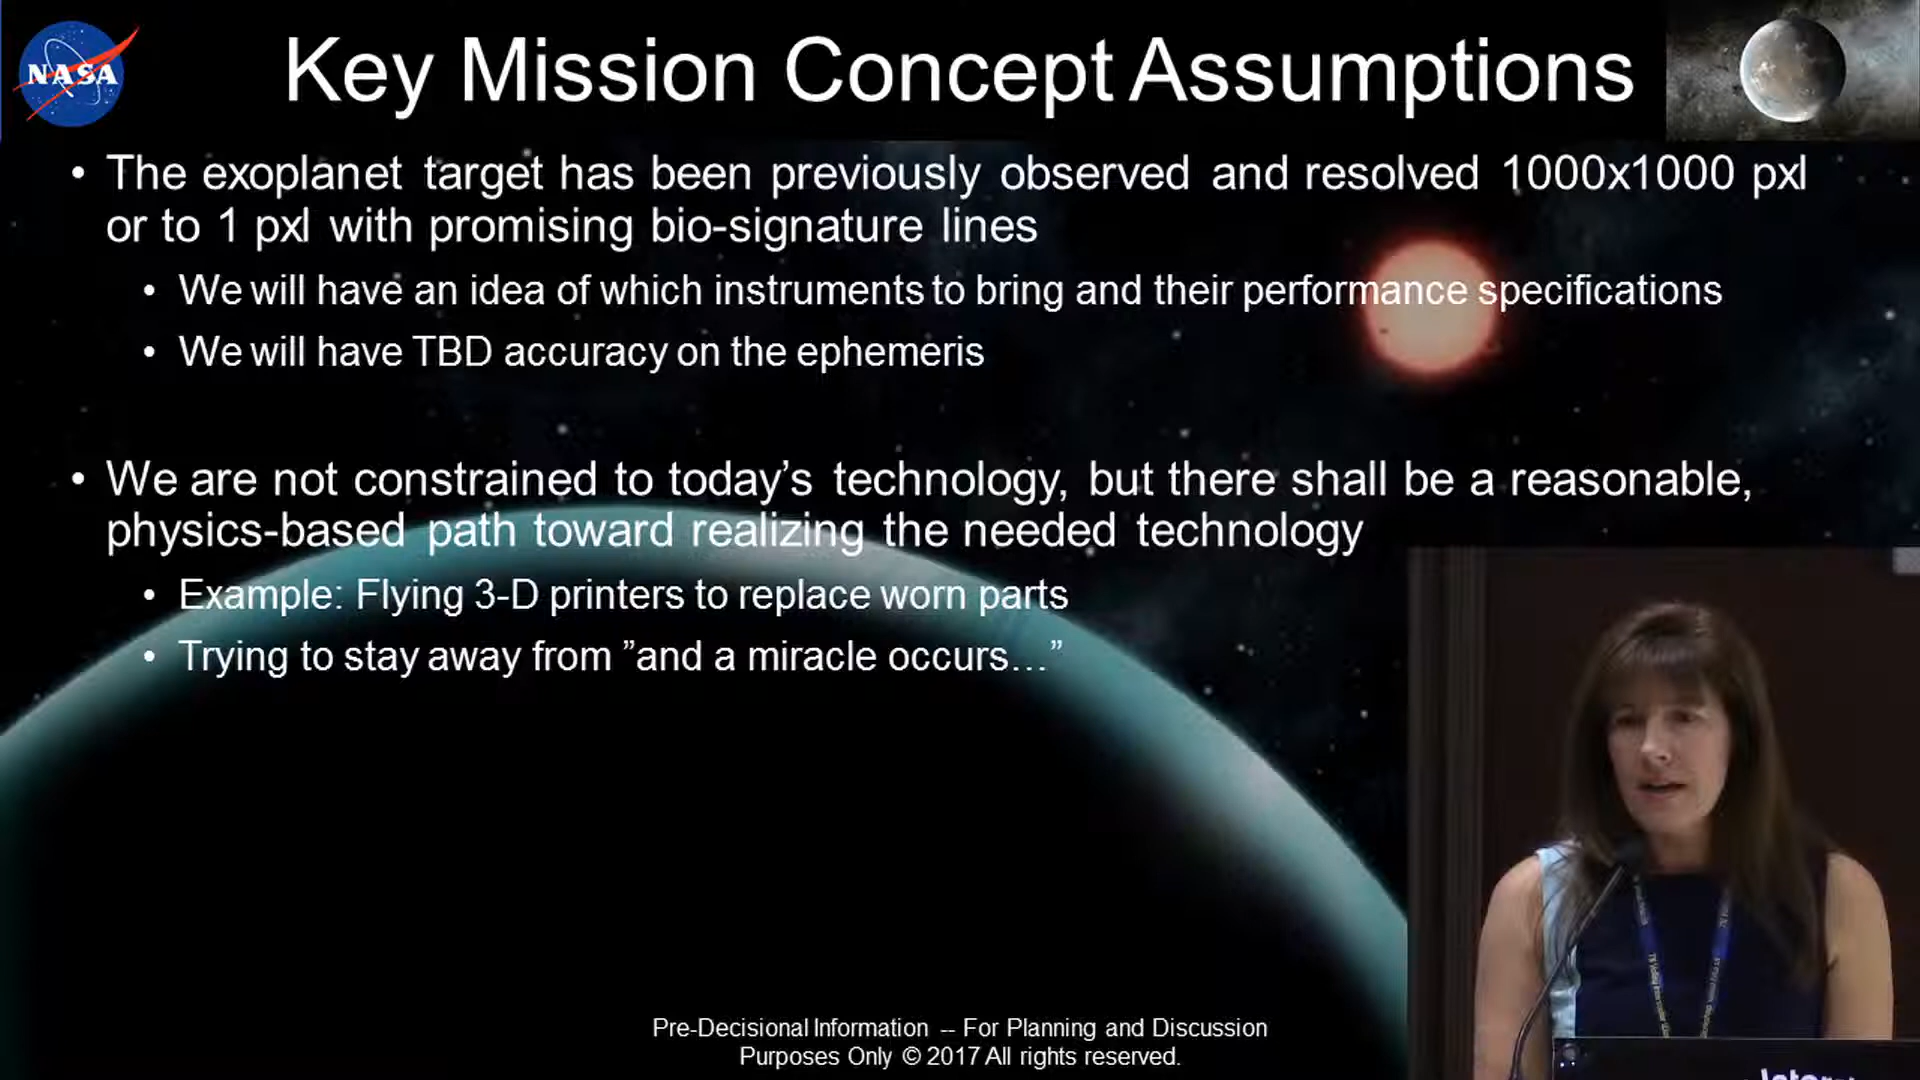 NASA
Key Mission Concept Assumptions
• The exoplanet target has been previously observed and resolved 1000x1000 pxl
or to 1 pxl with promising bio-signature lines
• We will have an idea of which instruments to bring and their performance specifications
• We will have TBD accuracy on the ephemeris
• We are not constrained to today’s technology, but there shall be a reasonable,
physics-based path toward realizing the needed technology
• Example: Flying 3-D printers to replace worn parts
• Trying to stay away from ”and a miracle occurs…”
Pre-Decisional Information -- For Planning and Discussion
Purposes Only © 2017 All rights reserved.